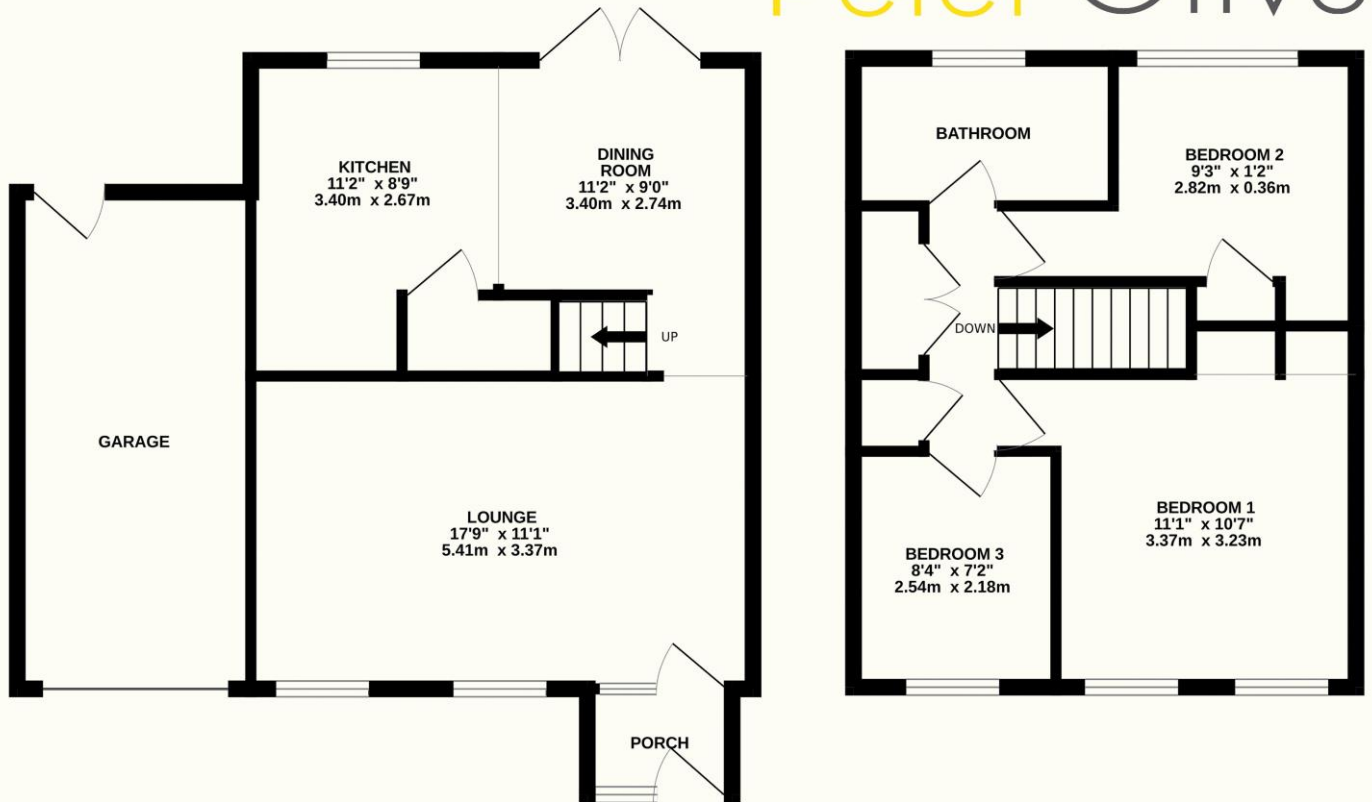 Peter Olive
KITCHEN
11'2" x 8'9"
3.40m x 2.67m
DINING
ROOM
11'2" x 9'0"
3.40m x 2.74m
UP
GARAGE
LOUNGE
17'9" x 11'1"
5.41m x 3.37m
PORCH
BATHROOM
BEDROOM 2
9'3" x 1'2"
2.82m x 0.36m
DOWN
BEDROOM 1
11'1" x 10'7"
3.37m x 3.23m
BEDROOM 3
8'4" x 7'2"
2.54m x 2.18m